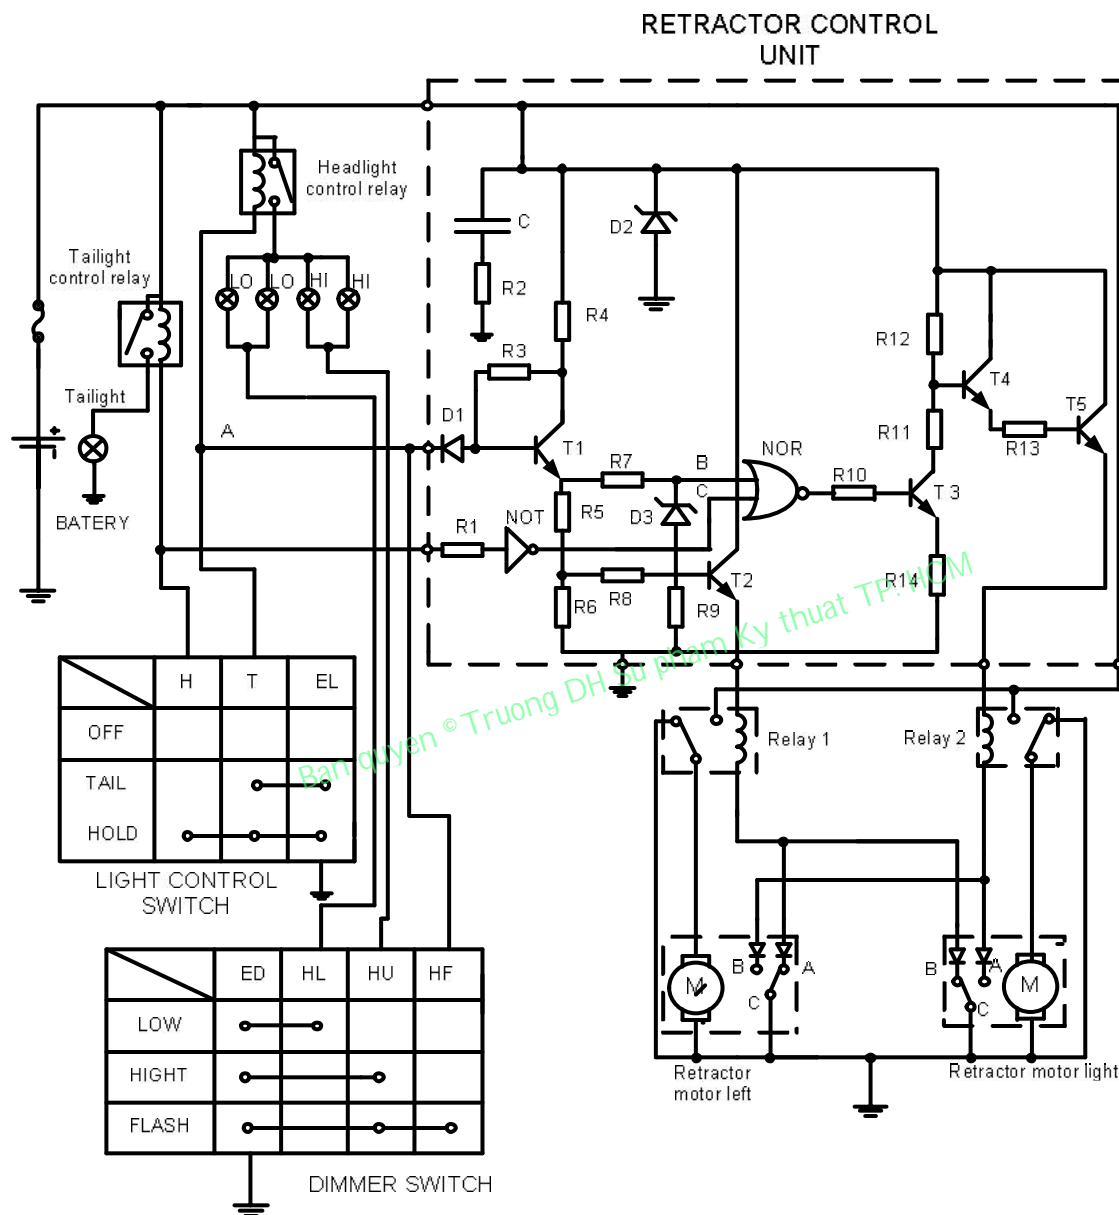 RETRACTOR CONTROL
UNIT
Headlight
control relay
C
D2
Tailight
control relay
LO LO HI HI
R2
R4
R12
R3
T4
Tailight
D1
T5
A
T1
R11
R13
NOR
R7
B
R10
BATERY
C
T 3
R1
NOT
R5
D3
T2
R14
R6
R8
R9
H T EL
OFF
TAIL
HOLD
Relay 1
Relay 2
Ban quyen © Truong DH Su pham Ky thuat TP. HCM
LIGHT CONTROL
SWITCH
ED HL HU HF
B A
B A
M
M
C
C
LOW
HIGHT
FLASH
Retractor
motor left
Retractor motor light
DIMMER SWITCH